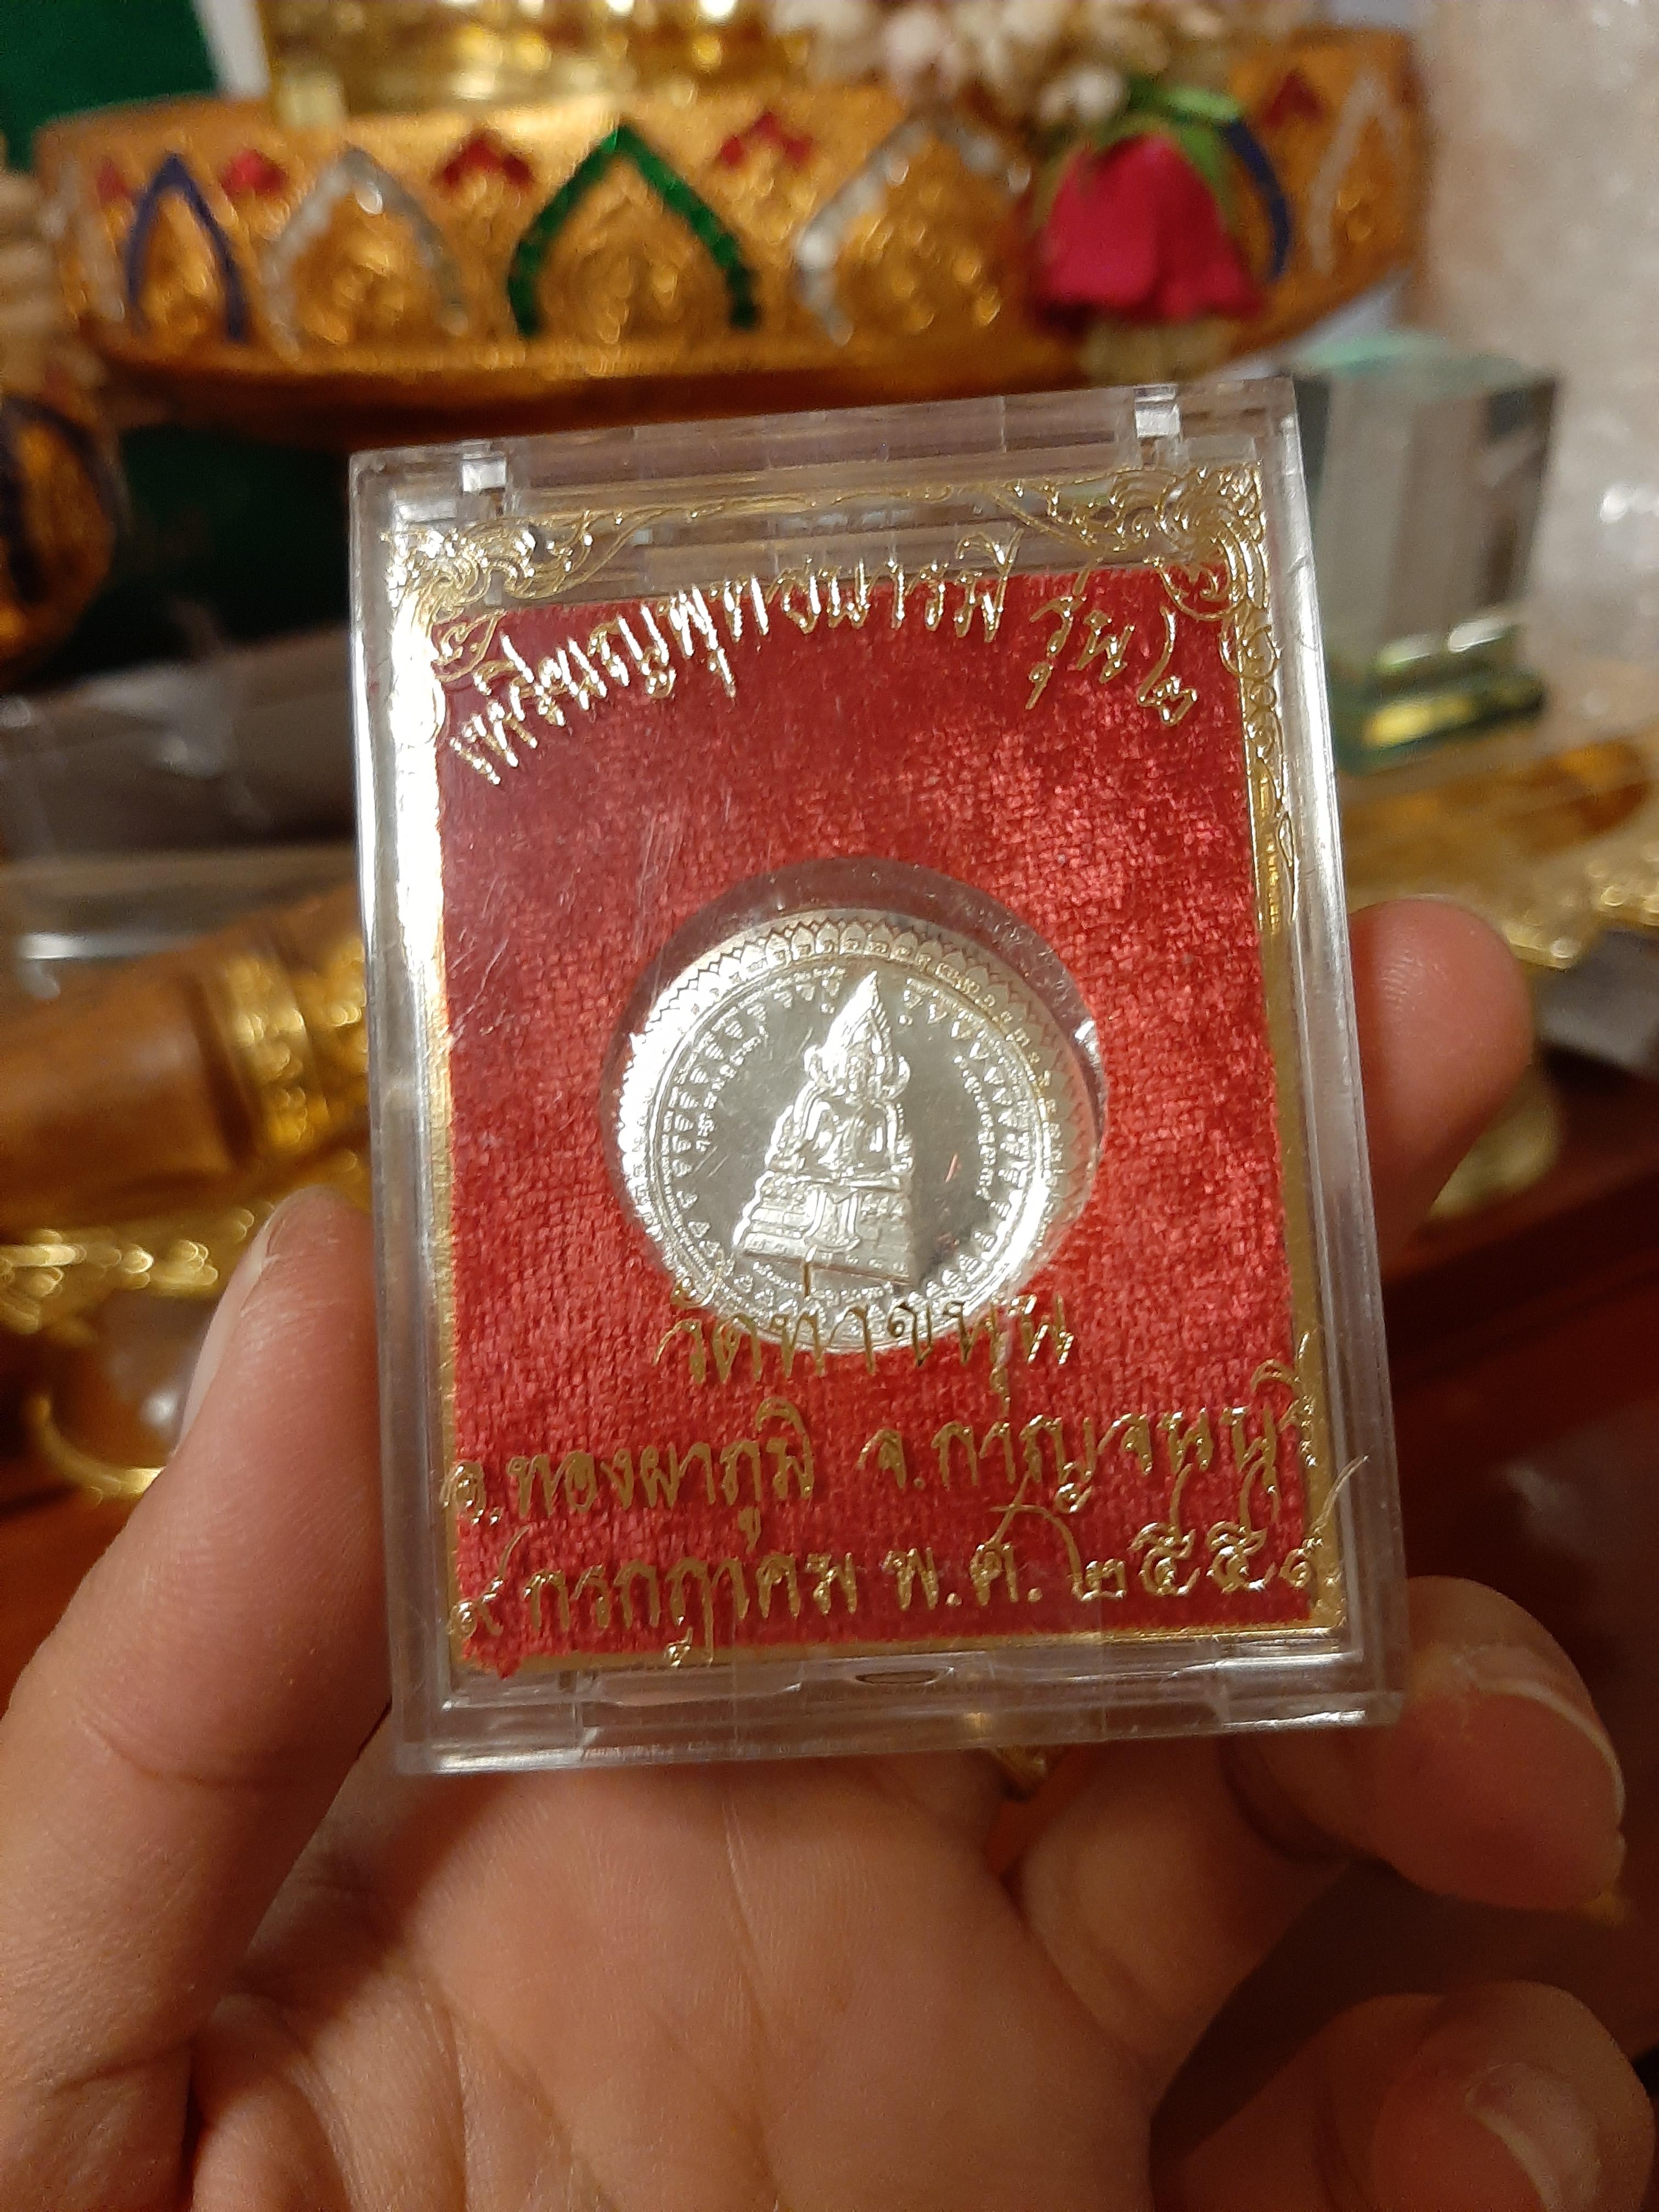 เหรียญพุทธบารมี รุ่น ๒
วัดท่าขนุน
อ.ทองผาภูมิ จ.กาญจนบุรี
๙ กรกฎาคม พ.ศ. ๒๕๕๙